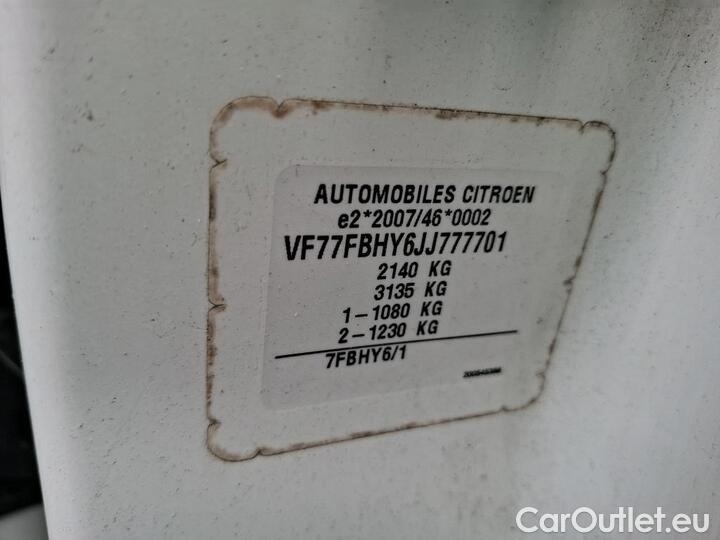 AUTOMOBILES CITROEN
e2*2007/46*0002
VF77FBHY6JJ777701
2140 KG
3135 KG
1-1080 KG
2-1230 KG
7FBHY6/1
CarOutlet.eu